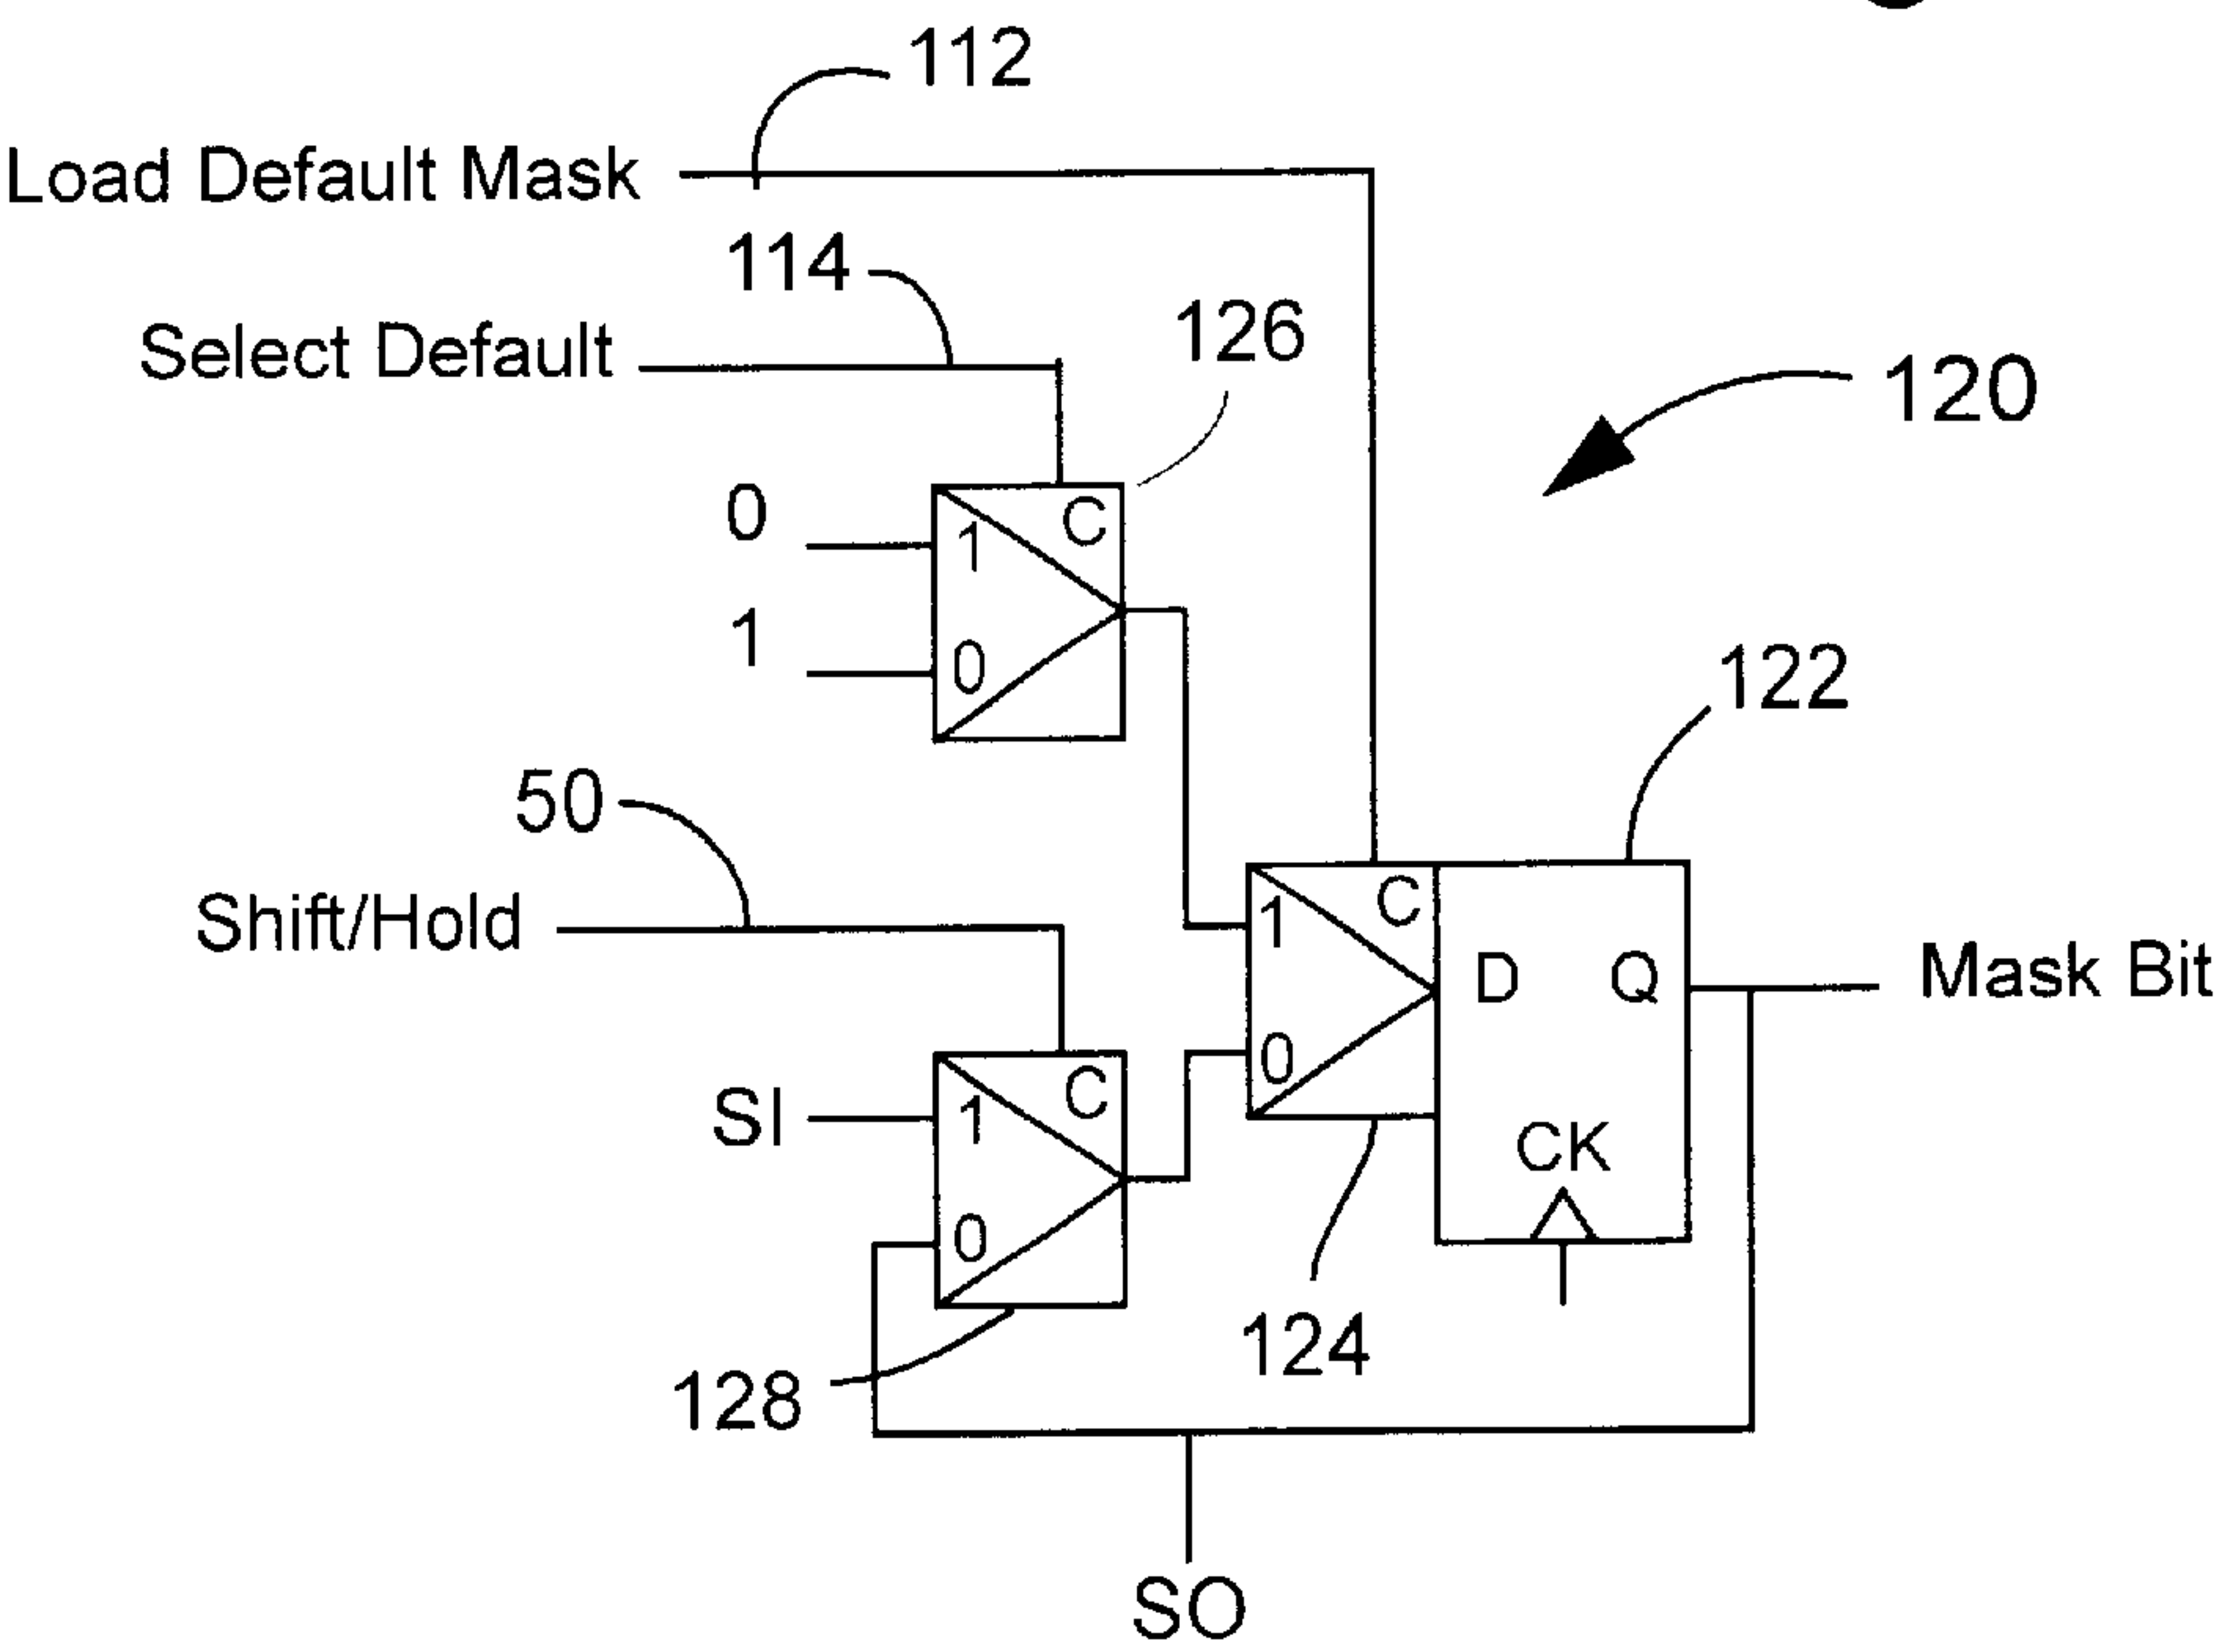 112
Load Default Mask
114
Select Default
126
120
0
1
C
1
0
122
50
Shift/Hold
C
1
0
D
Q
CK
Mask Bit
SI
C
1
0
128
124
SO